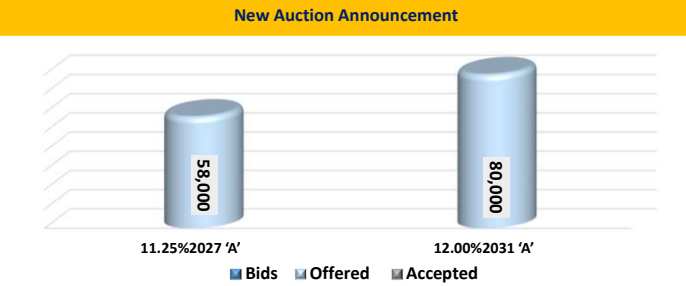 New Auction Announcement
58,000
80,000
11.25%2027 ‘A’
12.00%2031 ‘A’
Bids
Offered
Accepted